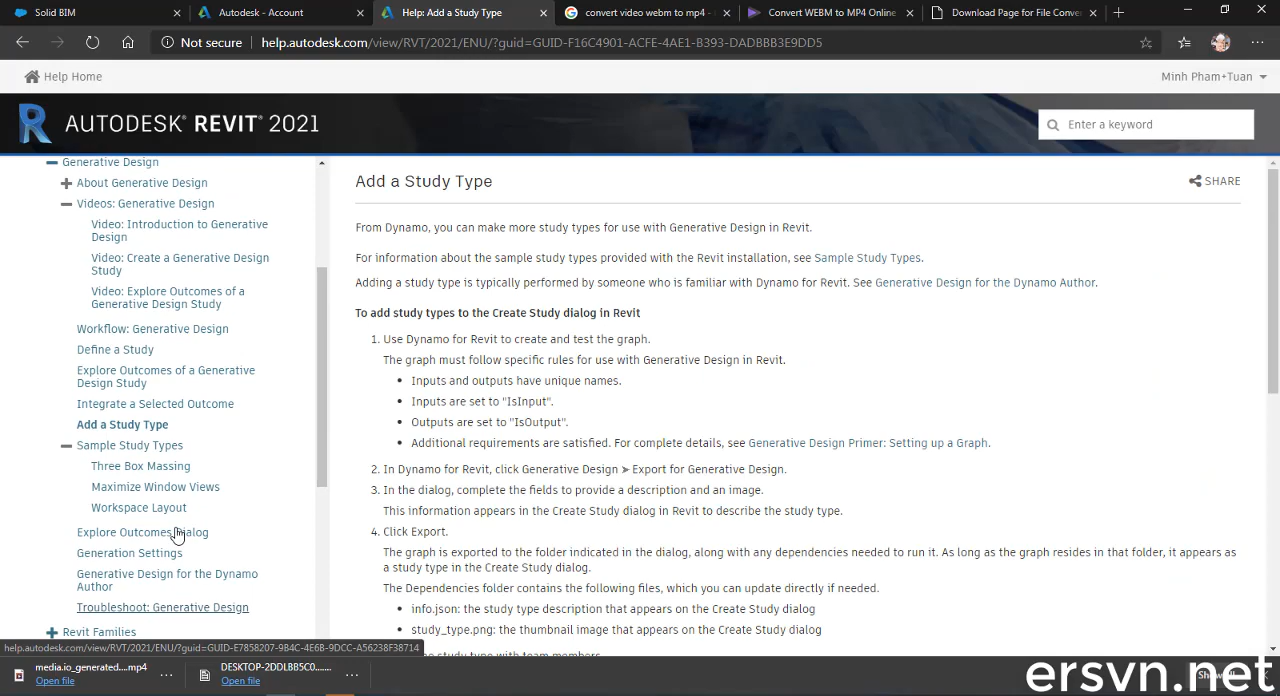 Solid BIM
Autodesk - Account
Help: Add a Study Type
convert video webm to mp4 -
Convert WEBM to MP4 Online
Download Page for File Conver
Not secure
help.autodesk.com/view/RVT/2021/ENU/?guid=GUID-F16C4901-ACFE-4AE1-B393-DADBBB3E9DD5
Help Home
Minh Pham+Tuan
AUTODESK® REVIT® 2021
Enter a keyword
Generative Design
About Generative Design
Videos: Generative Design
Video: Introduction to Generative
Design
Video: Create a Generative Design
Study
Video: Explore Outcomes of a
Generative Design Study
Workflow: Generative Design
Define a Study
Explore Outcomes of a Generative
Design Study
Integrate a Selected Outcome
Add a Study Type
Sample Study Types
Three Box Massing
Maximize Window Views
Workspace Layout
Explore Outcomes Dialog
Generation Settings
Generative Design for the Dynamo
Author
Troubleshoot: Generative Design
Revit Families
Add a Study Type
SHARE
From Dynamo, you can make more study types for use with Generative Design in Revit.
For information about the sample study types provided with the Revit installation, see Sample Study Types.
Adding a study type is typically performed by someone who is familiar with Dynamo for Revit. See Generative Design for the Dynamo Author.
To add study types to the Create Study dialog in Revit
1. Use Dynamo for Revit to create and test the graph.
The graph must follow specific rules for use with Generative Design in Revit.
• Inputs and outputs have unique names.
• Inputs are set to "IsInput".
• Outputs are set to "IsOutput".
• Additional requirements are satisfied. For complete details, see Generative Design Primer: Setting up a Graph.
2. In Dynamo for Revit, click Generative Design ➤ Export for Generative Design.
3. In the dialog, complete the fields to provide a description and an image.
This information appears in the Create Study dialog in Revit to describe the study type.
4. Click Export.
The graph is exported to the folder indicated in the dialog, along with any dependencies needed to run it. As long as the graph resides in that folder, it appears as
a study type in the Create Study dialog.
The Dependencies folder contains the following files, which you can update directly if needed.
• info.json: the study type description that appears on the Create Study dialog
• study_type.png: the thumbnail image that appears on the Create Study dialog
the study type with team members.
help.autodesk.com/view/RVT/2021/ENU/?guid=GUID-E7858207-9B4C-4E6B-9DCC-A56238F38714
media.io_generated....mp4
Open file
DESKTOP-2DDLBB5C0......
Open file
ersvn.net